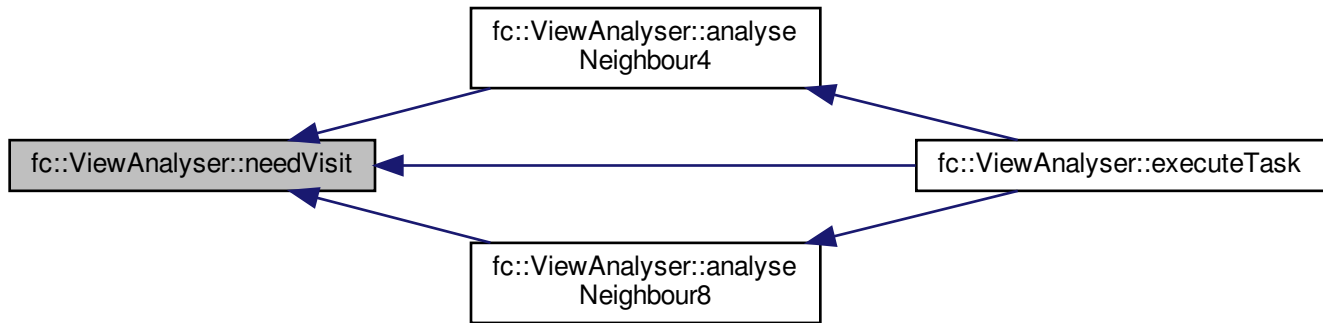 fc::ViewAnalyser::analyse
Neighbour4
fc::ViewAnalyser::needVisit
fc::ViewAnalyser::executeTask
fc::ViewAnalyser::analyse
Neighbour8